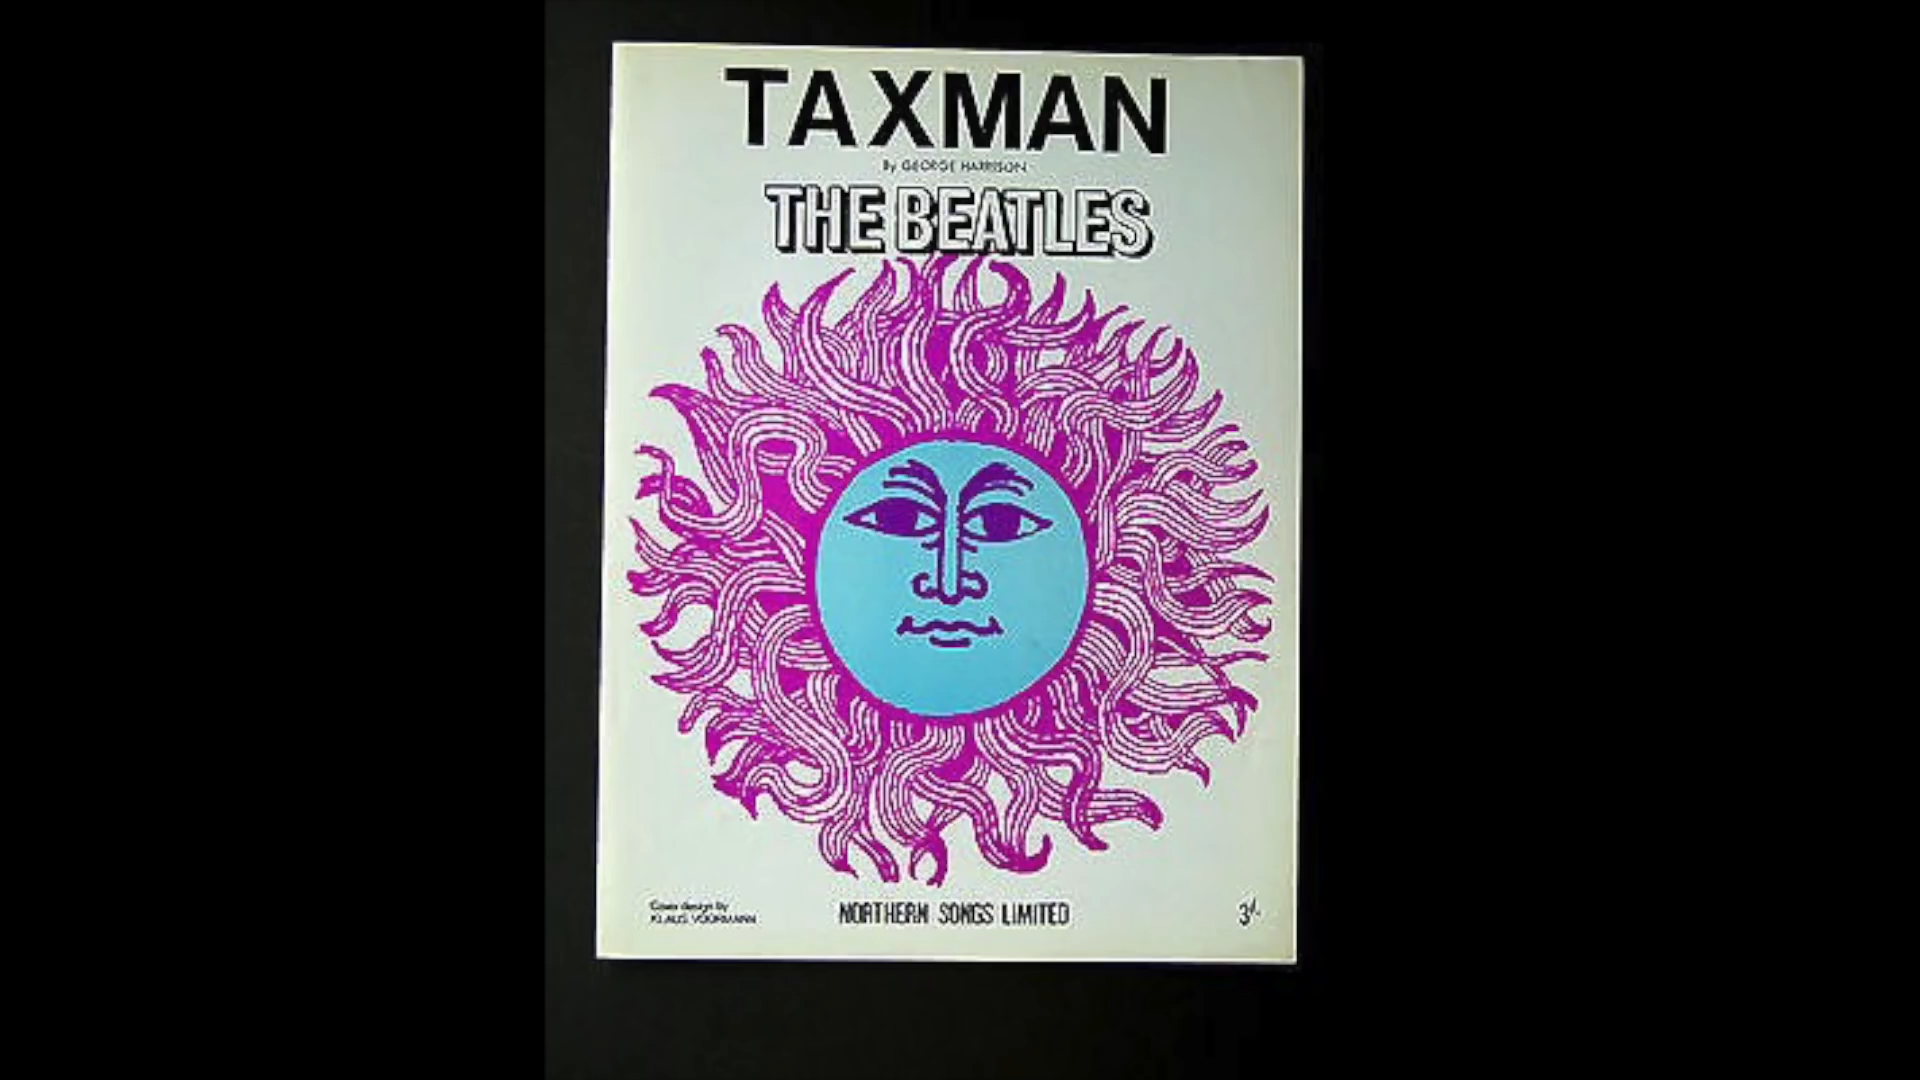 TAXMAN
By GEORGE HARRISON
THE BEATLES
Cover design by
KLAUS VOORMANN
NORTHERN SONGS LIMITED
3/-